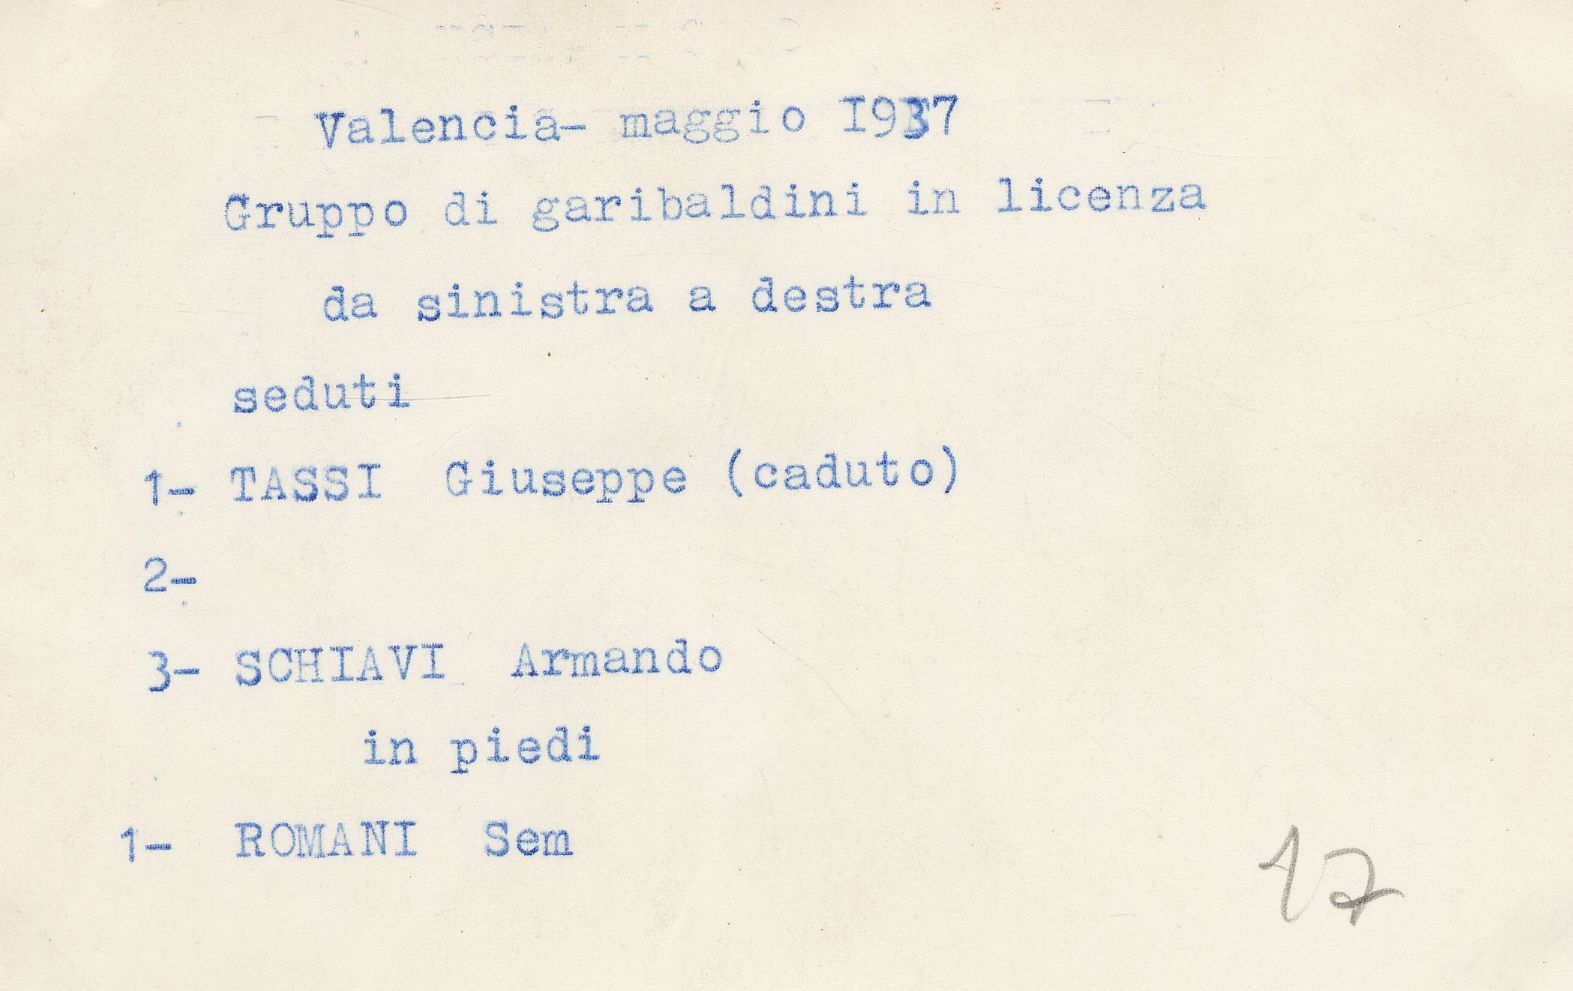 Valencia- maggio I937
Gruppo di garibaldini in licenza
da sinistra a destra
seduti
1- TASSI Giuseppe (caduto)
2-
3- SCHIAVI Armando
in piedi
1- ROMANI Sem
17